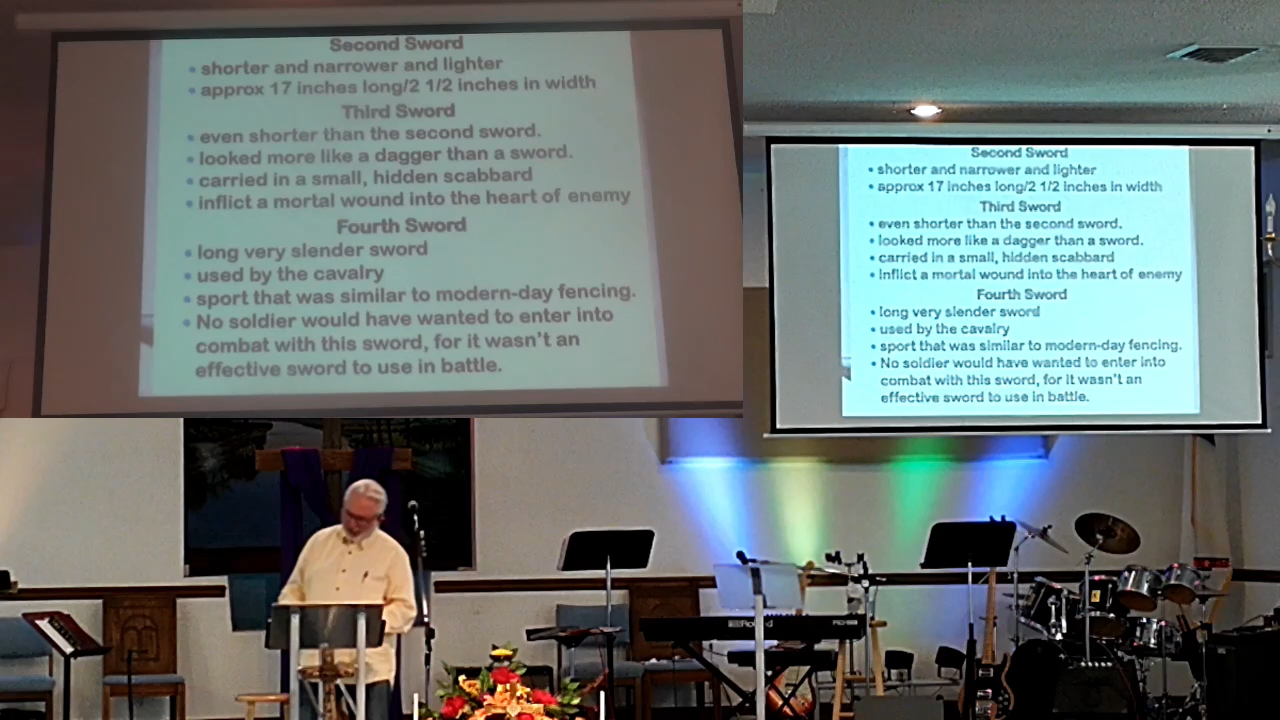 Second Sword
• shorter and narrower and lighter
• approx 17 inches long/2 1/2 inches in width
Third Sword
• even shorter than the second sword.
• looked more like a dagger than a sword.
• carried in a small, hidden scabbard
• inflict a mortal wound into the heart of enemy
Fourth Sword
• long very slender sword
• used by the cavalry
• sport that was similar to modern-day fencing.
• No soldier would have wanted to enter into
combat with this sword, for it wasn't an
effective sword to use in battle.
Second Sword
• shorter and narrower and lighter
• approx 17 inches long/2 1/2 inches in width
Third Sword
• even shorter than the second sword.
• looked more like a dagger than a sword.
• carried in a small, hidden scabbard
• inflict a mortal wound into the heart of enemy
Fourth Sword
• long very slender sword
• used by the cavalry
• sport that was similar to modern-day fencing.
• No soldier would have wanted to enter into
combat with this sword, for it wasn't an
effective sword to use in battle.
Roland